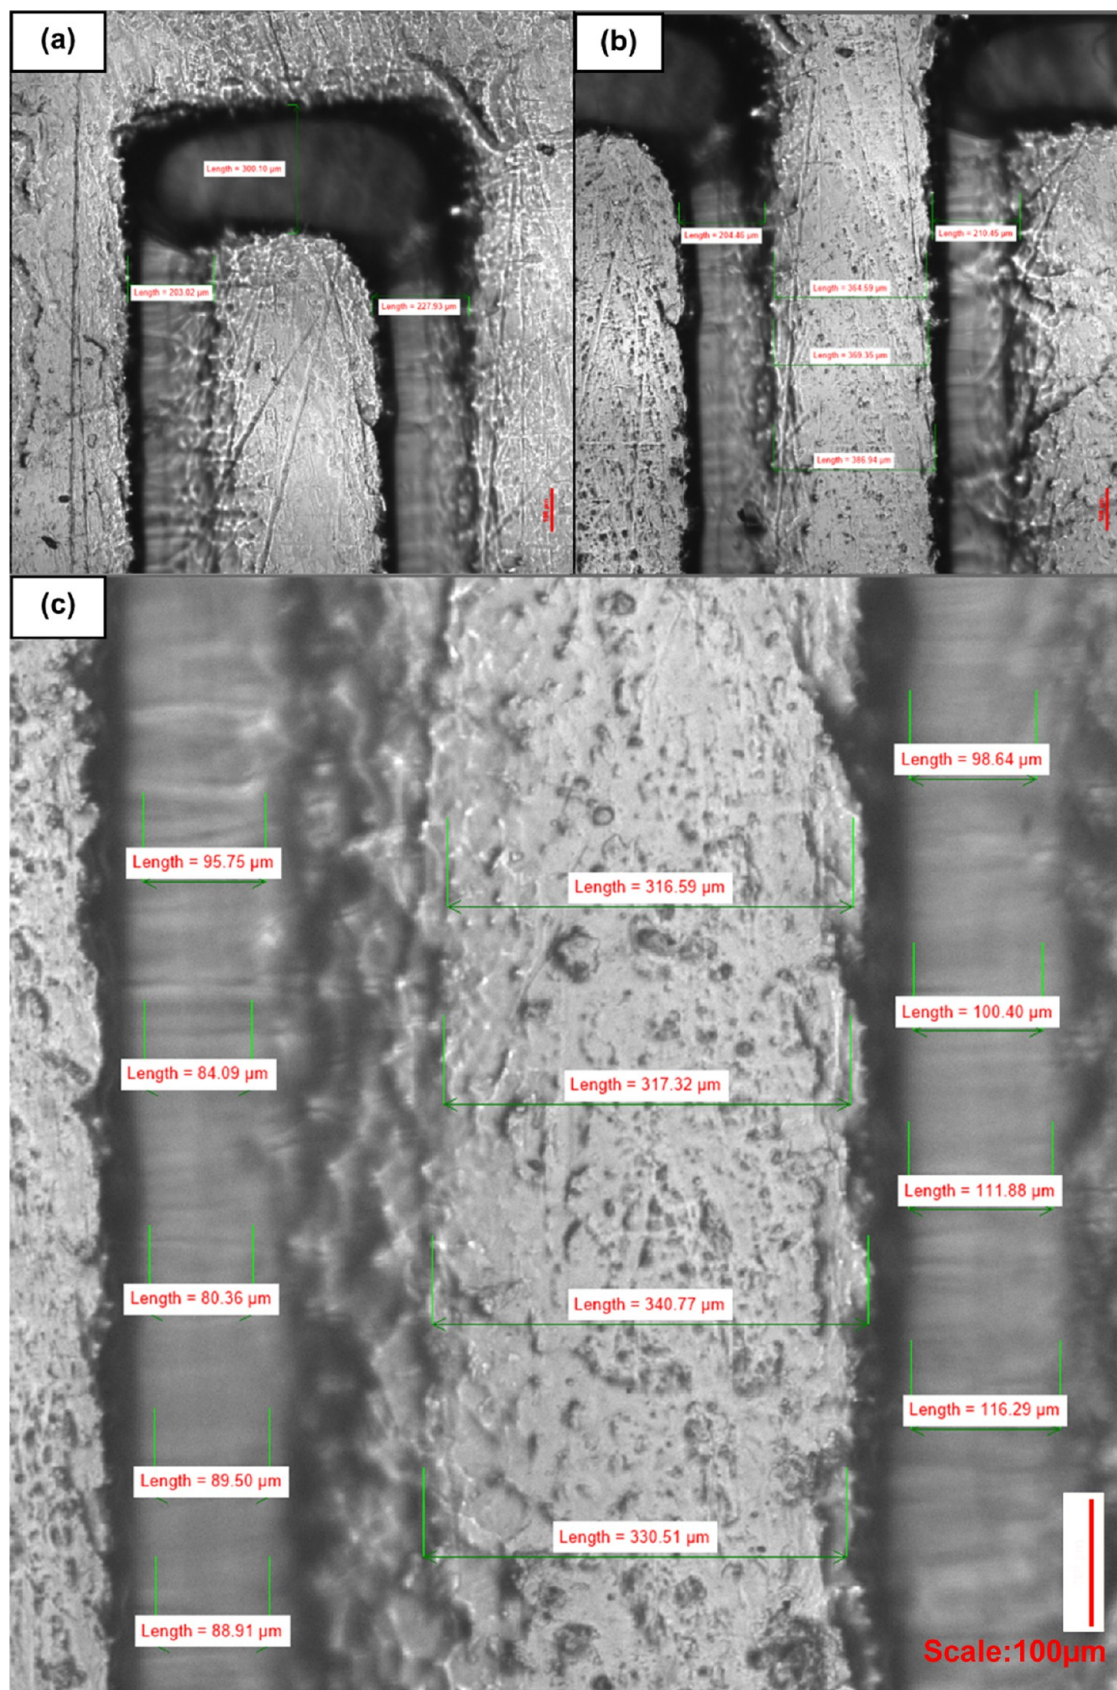 (a)
Length = 300.10 µm
Length = 203.02 µm
Length = 227.93 µm
(b)
Length = 204.46 µm
Length = 210.45 µm
Length = 364.59 µm
Length = 369.35 µm
Length = 386.94 µm
(c)
Length = 98.64 µm
Length = 95.75 µm
Length = 316.59 µm
Length = 100.40 µm
Length = 84.09 µm
Length = 317.32 µm
Length = 111.88 µm
Length = 80.36 µm
Length = 340.77 µm
Length = 116.29 µm
Length = 89.50 µm
Length = 330.51 µm
Length = 88.91 µm
Scale:100µm